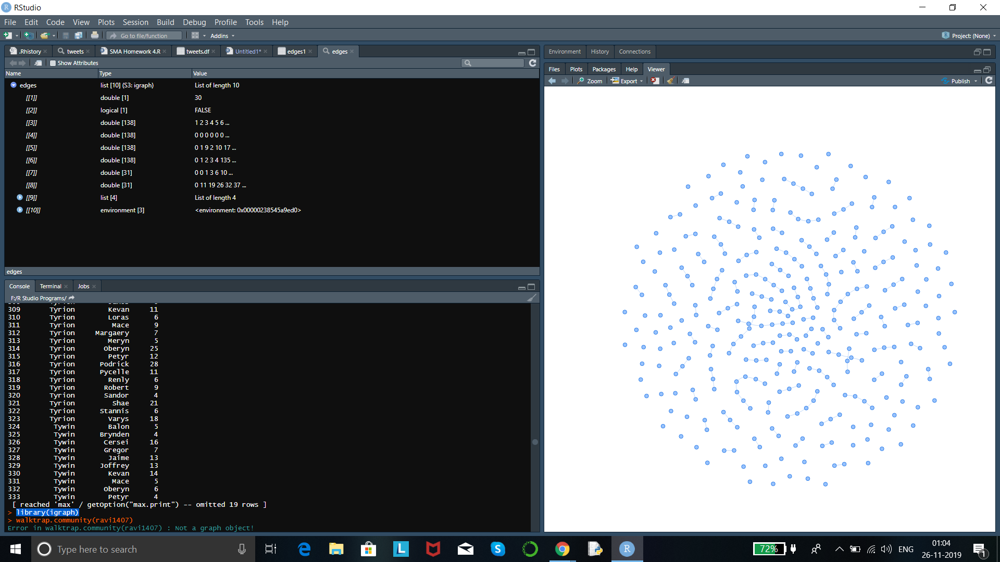 RStudio
File Edit Code View Plots Session Build Debug Profile Tools Help
Go to file/function Addins Project: (None)
.Rhistory tweets SMA Homework 4.R tweets.df Untitled1* edges1 edges
Show Attributes
Name Type Value
edges list [10] (S3: igraph) List of length 10
[[1]] double [1] 30
[[2]] logical [1] FALSE
[[3]] double [138] 1 2 3 4 5 6 ...
[[4]] double [138] 0 0 0 0 0 0 ...
[[5]] double [138] 0 1 9 2 10 17 ...
[[6]] double [138] 0 1 2 3 4 135 ...
[[7]] double [31] 0 0 1 3 6 10 ...
[[8]] double [31] 0 11 19 26 32 37 ...
[[9]] list [4] List of length 4
[[10]] environment [3] <environment: 0x00000238545a9ed0>
edges
Console Terminal Jobs
F:/R Studio Programs/
309 Tyrion Kevan 11
310 Tyrion Loras 6
311 Tyrion Mace 9
312 Tyrion Margaery 7
313 Tyrion Meryn 5
314 Tyrion Oberyn 25
315 Tyrion Petyr 12
316 Tyrion Podrick 28
317 Tyrion Pycelle 11
318 Tyrion Renly 6
319 Tyrion Robert 9
320 Tyrion Sandor 4
321 Tyrion Shae 21
322 Tyrion Stannis 6
323 Tyrion Varys 18
324 Tywin Balon 5
325 Tywin Brynden 4
326 Tywin Cersei 16
327 Tywin Gregor 7
328 Tywin Jaime 13
329 Tywin Joffrey 13
330 Tywin Kevan 14
331 Tywin Mace 5
332 Tywin Oberyn 6
333 Tywin Petyr 4
[ reached 'max' / getOption("max.print") -- omitted 19 rows ]
> library(igraph)
> walktrap.community(ravi1407)
Error in walktrap.community(ravi1407) : Not a graph object!
Environment History Connections
Files Plots Packages Help Viewer
Zoom Export Publish
Type here to search
72%
ENG
01:04
26-11-2019
1